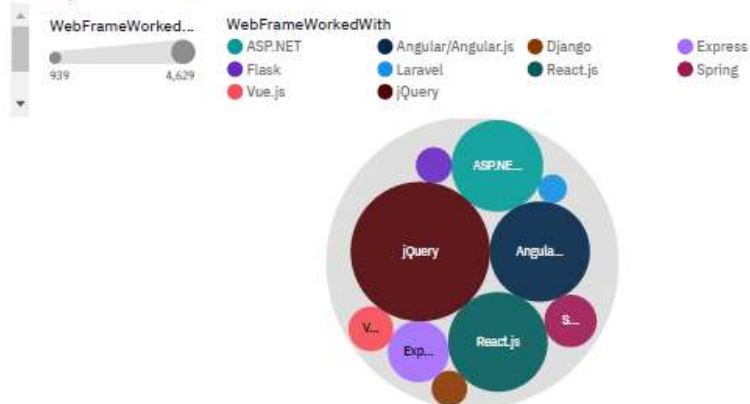 WebFrameWorked...
939 4,629
WebFrameWorkedWith
ASP.NET Angular/Angular.js Django Express
Flask Laravel React.js Spring
Vue.js jQuery
ASP.NE...
jQuery Angula...
V... S...
Exp... React.js